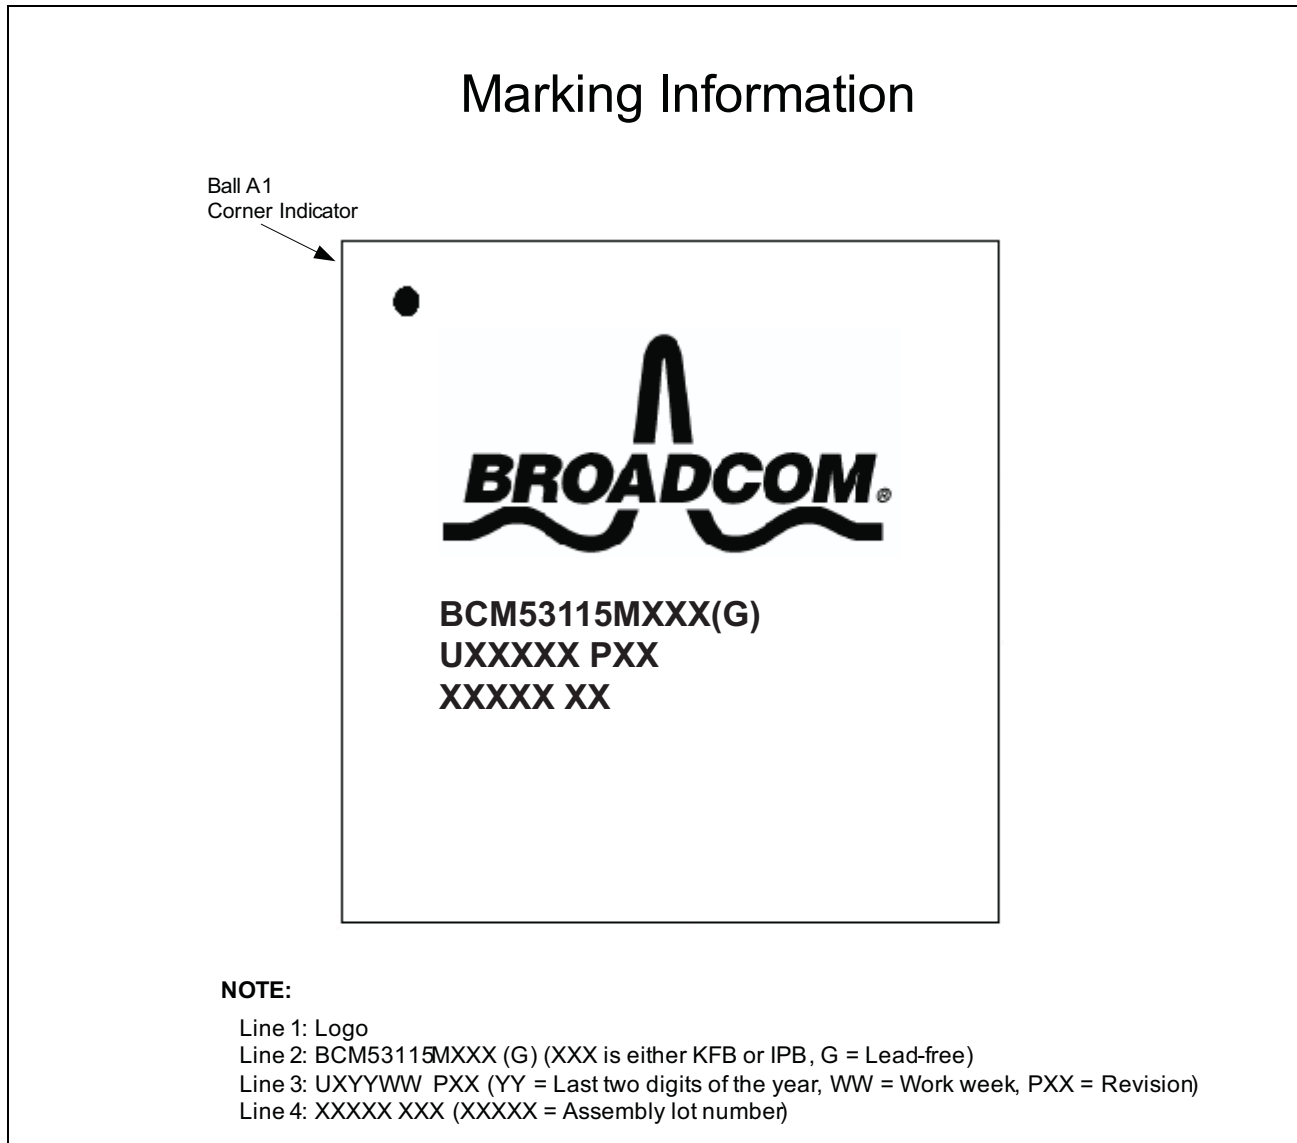 Marking Information
Ball A1
Corner Indicator
BROADCOM®
BCM53115MXXX(G)
UXXXXX PXX
XXXXX XX
NOTE:
Line 1: Logo
Line 2: BCM53115MXXX (G) (XXX is either KFB or IPB, G = Lead-free)
Line 3: UXYYWW PXX (YY = Last two digits of the year, WW = Work week, PXX = Revision)
Line 4: XXXXX XXX (XXXXX = Assembly lot number)